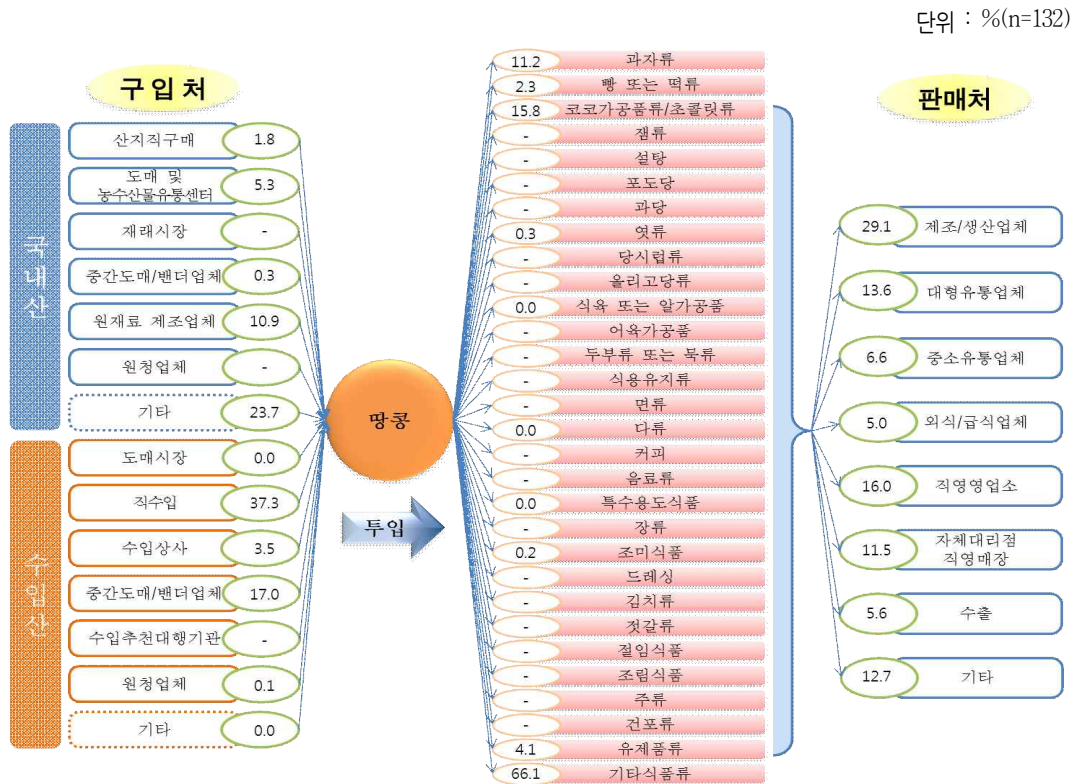 단위 : %(n=132)
구입처
국내산
산지직구매 1.8
도매 및
농수산물유통센터 5.3
재래시장 -
중간도매/밴더업체 0.3
원재료 제조업체 10.9
원청업체 -
기타 23.7
수입산
도매시장 0.0
직수입 37.3
수입상사 3.5
중간도매/밴더업체 17.0
수입추천대행기관 -
원청업체 0.1
기타 0.0
땅콩
투입
11.2 과자류
2.3 빵 또는 떡류
15.8 코코가공품류/초콜릿류
- 잼류
- 설탕
- 포도당
- 과당
0.3 엿류
- 당시럽류
- 올리고당류
0.0 식육 또는 알가공품
- 어육가공품
- 두부류 또는 묵류
- 식용유지류
- 면류
0.0 다류
- 커피
- 음료류
0.0 특수용도식품
- 장류
0.2 조미식품
- 드레싱
- 김치류
- 젓갈류
- 절임식품
- 조림식품
- 주류
- 건포류
4.1 유제품류
66.1 기타식품류
판매처
29.1 제조/생산업체
13.6 대형유통업체
6.6 중소유통업체
5.0 외식/급식업체
16.0 직영영업소
11.5 자체대리점
직영매장
5.6 수출
12.7 기타